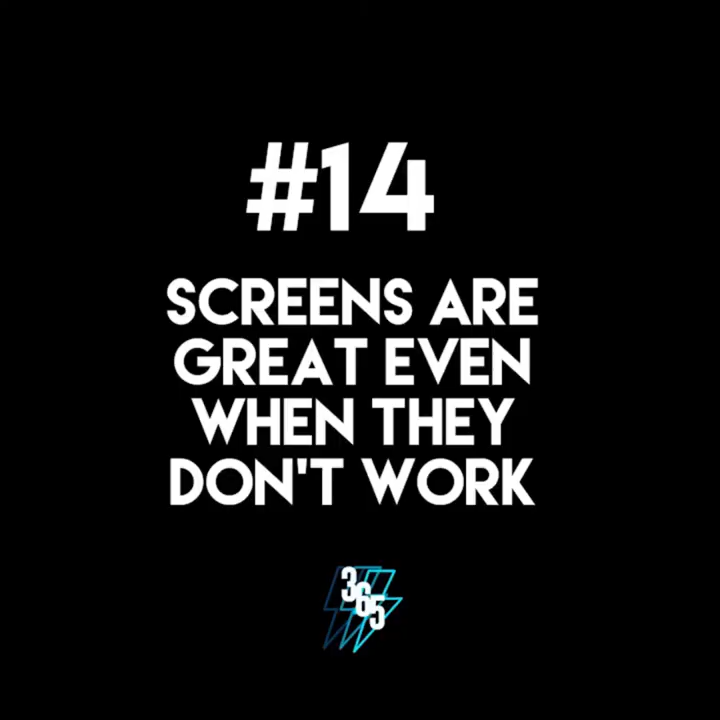 #14
SCREENS ARE
GREAT EVEN
WHEN THEY
DON'T WORK
365